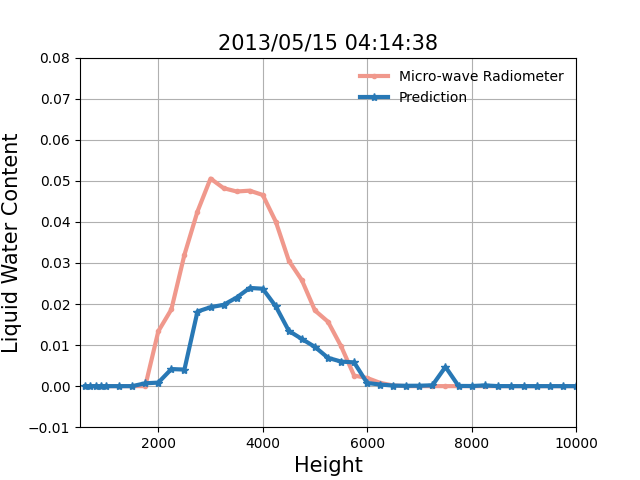 2013/05/15 04:14:38
0.08
0.07
0.06
0.05
0.04
0.03
0.02
0.01
0.00
−0.01
Liquid Water Content
Micro-wave Radiometer
Prediction
2000 4000 6000 8000 10000
Height